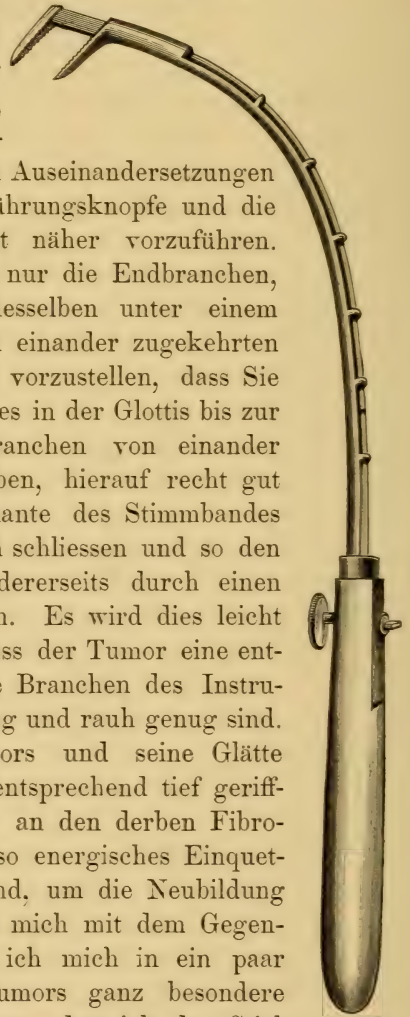 Auseinandersetzungen
ührungsknopfe und die
t näher vorzuführen.
nur die Endbranchen,
esselben unter einem
einander zugekehrten
vorzustellen, dass Sie
es in der Glottis bis zur
ranchen von einander
ben, hierauf recht gut
ante des Stimmbandes
schliessen und so den
dererseits durch einen
n. Es wird dies leicht
ss der Tumor eine ent-
e Branchen des Instru-
g und rauh genug sind.
ors und seine Glätte
entsprechend tief geriff-
an den derben Fibro-
so energisches Einquet-
nd, um die Neubildung
mich mit dem Gegen-
ich mich in ein paar
umors ganz besondere